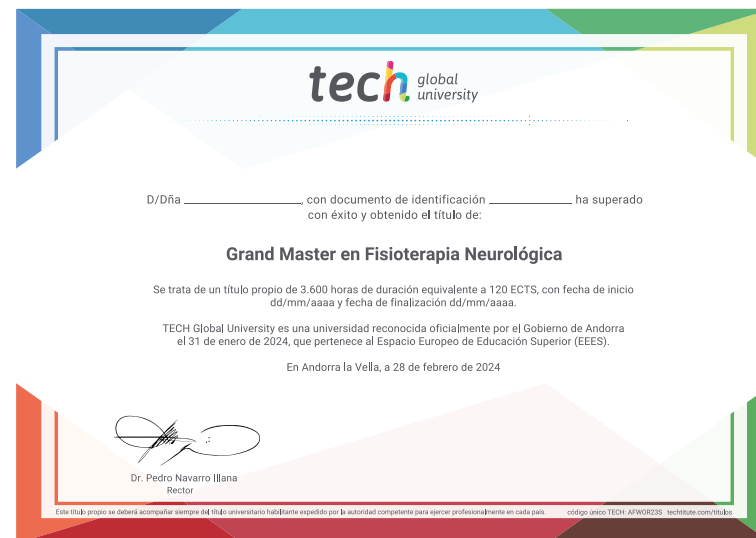 tech global university
D/Dña ____________________, con documento de identificación ______________ ha superado
con éxito y obtenido el título de:
Grand Master en Fisioterapia Neurológica
Se trata de un título propio de 3.600 horas de duración equivalente a 120 ECTS, con fecha de inicio
dd/mm/aaaa y fecha de finalización dd/mm/aaaa.
TECH Global University es una universidad reconocida oficialmente por el Gobierno de Andorra
el 31 de enero de 2024, que pertenece al Espacio Europeo de Educación Superior (EEES).
En Andorra la Vella, a 28 de febrero de 2024
Dr. Pedro Navarro Illana
Rector
Este título propio se deberá acompañar siempre del título universitario habilitante expedido por la autoridad competente para ejercer profesionalmente en cada país. código único TECH: AFWOR23S techtitute.com/titulos